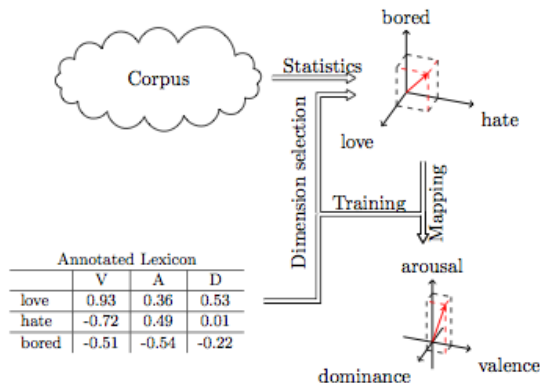 bored
Corpus
Statistics
hate
love
Dimension selection
Training
Mapping
Annotated Lexicon
V A D
love 0.93 0.36 0.53
hate -0.72 0.49 0.01
bored -0.51 -0.54 -0.22
arousal
valence
dominance